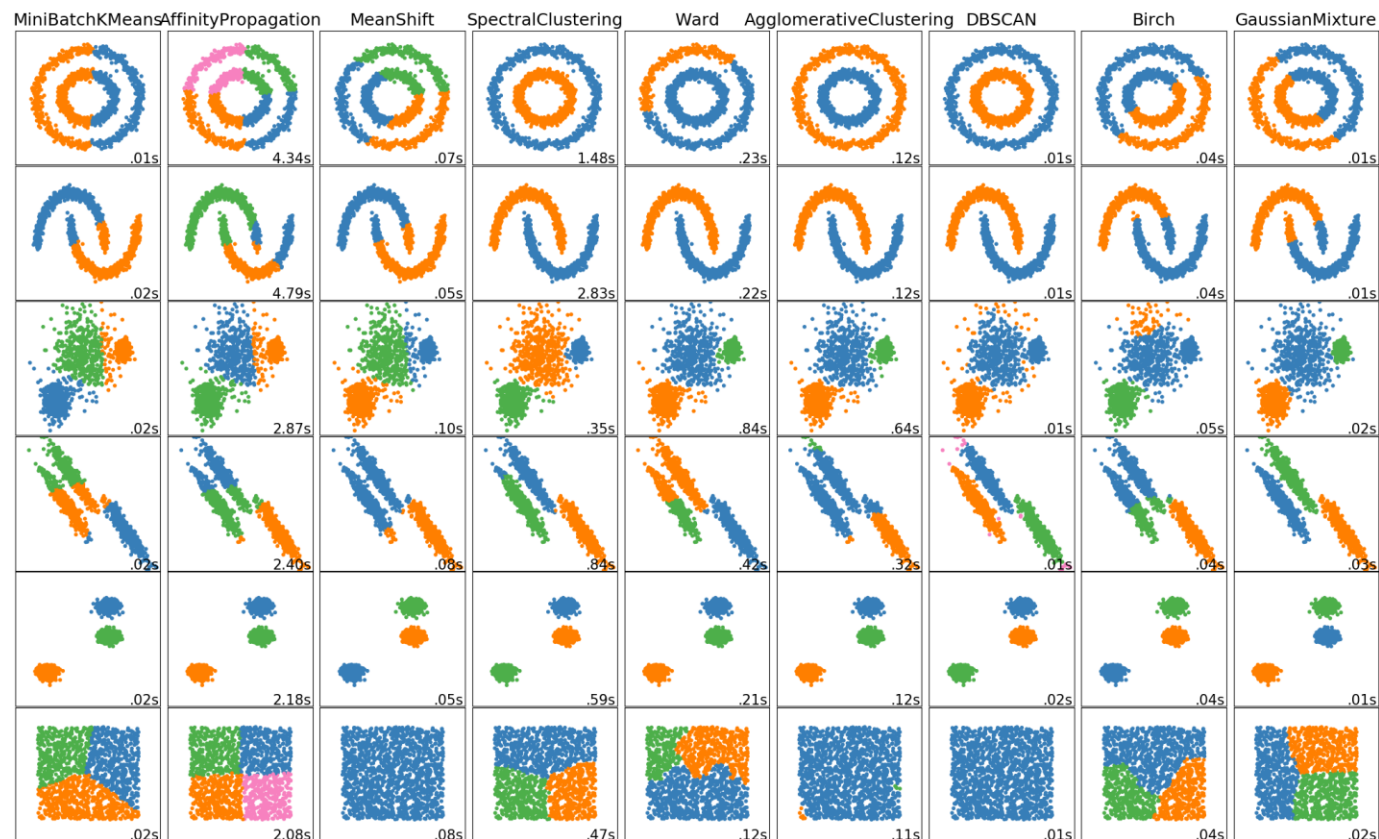 MiniBatchKMeans AffinityPropagation MeanShift SpectralClustering Ward AgglomerativeClustering DBSCAN Birch GaussianMixture
.01s 4.34s .07s 1.48s .23s .12s .01s .04s .01s
.02s 4.79s .05s 2.83s .22s .12s .01s .04s .01s
.02s 2.87s .10s .35s .84s .64s .01s .05s .02s
.02s 2.40s .08s .84s .42s .32s .01s .04s .03s
.02s 2.18s .05s .59s .21s .12s .02s .04s .01s
.02s 2.08s .08s .47s .12s .11s .01s .04s .02s